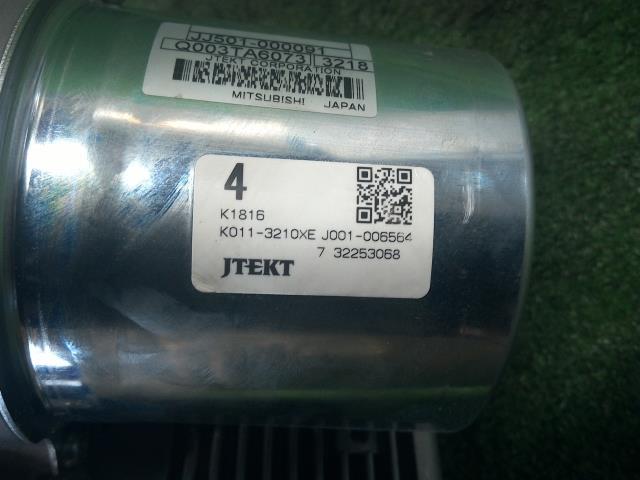 JJ501-000091
Q003TA6073 3218
JTEKT CORPORATION
MITSUBISHI JAPAN
4
K1816
K011-3210XE J001-006564
7 32253068
JTEKT